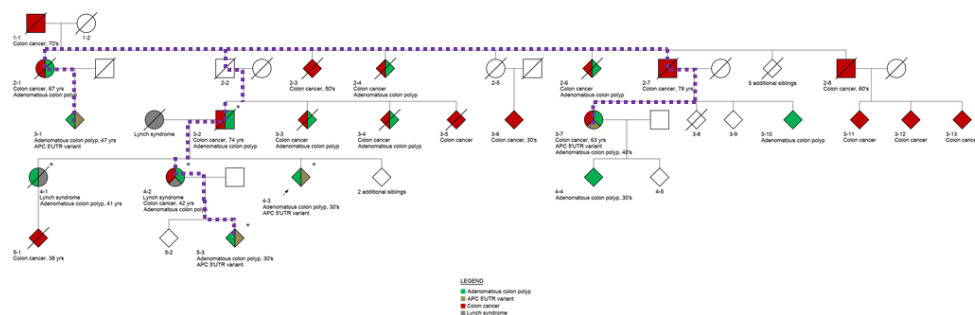 1-1
Colon cancer, 70's
1-2
2-1
Colon cancer, 67 yrs
Adenomatous colon polyp
2-2
2-3
Colon cancer, 50's
2-4
Colon cancer
Adenomatous colon polyp
2-5
2-6
Colon cancer
Adenomatous colon polyp
2-7
Colon cancer, 78 yrs
5 additional siblings
2-8
Colon cancer, 60's
3-1
Adenomatous colon polyp, 47 yrs
APC 5'UTR variant
Lynch syndrome
*
3-2
Colon cancer, 74 yrs
Adenomatous colon polyp
3-3
Colon cancer
Adenomatous colon polyp
3-4
Colon cancer
Adenomatous colon polyp
3-5
Colon cancer
3-6
Colon cancer, 30's
3-7
Colon cancer, 63 yrs
APC 5'UTR variant
Adenomatous colon polyp, 48's
3-8
3-9
3-10
Adenomatous colon polyp
3-11
Colon cancer
3-12
Colon cancer
3-13
Colon cancer
*
4-1
Lynch syndrome
Adenomatous colon polyp, 41 yrs
*
4-2
Lynch syndrome
Colon cancer, 42 yrs
Adenomatous colon polyp
*
4-3
Adenomatous colon polyp, 30's
APC 5'UTR variant
2 additional siblings
4-4
Adenomatous colon polyp, 30's
4-5
5-1
Colon cancer, 38 yrs
5-2
*
5-3
Adenomatous colon polyp, 30's
APC 5'UTR variant
LEGEND
Adenomatous colon polyp
APC 5'UTR variant
Colon cancer
Lynch syndrome